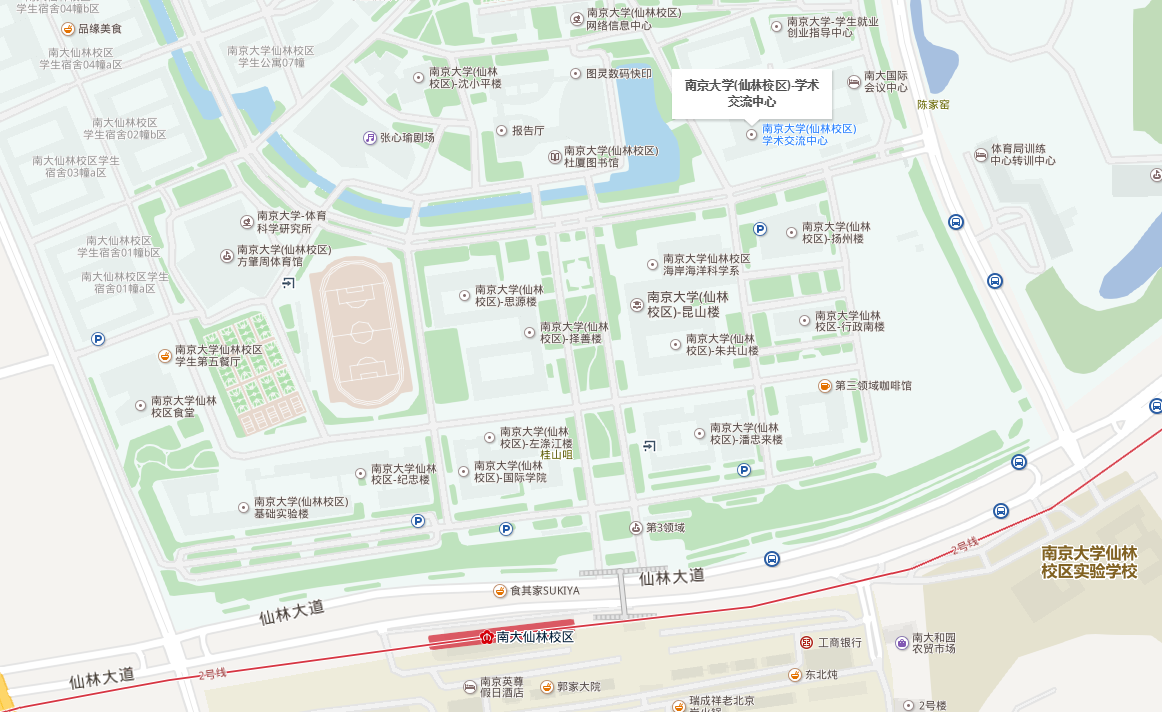 学生宿舍04幢b区
品缘美食
南大仙林校区
学生宿舍04幢a区
南京大学仙林校区
学生公寓07幢
南京大学(仙林校区)
网络信息中心
南京大学-学生就业
创业指导中心
南京大学(仙林
校区)-沈小平楼
图灵数码快印
南京大学(仙林校区)-学术
交流中心
南大国际
会议中心
陈家窑
南大仙林校区
学生宿舍02幢b区
张心瑜剧场
报告厅
南京大学(仙林校区)
学术交流中心
南大仙林校区学生
宿舍03幢a区
南京大学(仙林校区)
杜厦图书馆
体育局训练
中心转训中心
南京大学-体育
科学研究所
南大仙林校区
学生宿舍01幢b区
南京大学(仙林校区)
方肇周体育馆
南京大学(仙林
校区)-扬州楼
南京大学(仙林校区
海岸海洋科学系
南大仙林校区学生
宿舍01幢a区
南京大学(仙林
校区)-思源楼
南京大学(仙林
校区)-昆山楼
南京大学(仙林
校区)-择善楼
南京大学仙林
校区-行政南楼
南京大学(仙林
校区)-朱共山楼
南京大学仙林校区
学生第五餐厅
第三领域咖啡馆
南京大学仙林
校区食堂
南京大学(仙林
校区)-左涤江楼
桂山咀
南京大学(仙林
校区)-潘忠来楼
南京大学仙林
校区-纪忠楼
南京大学(仙林
校区)-国际学院
南京大学(仙林校区)
基础实验楼
第3领域
2号线
南京大学仙林
校区实验学校
仙林大道
食其家SUKIYA
仙林大道
南大仙林校区
工商银行
南大和园
农贸市场
仙林大道
2号线
南京英尊
假日酒店
郭家大院
东北炖
瑞成祥老北京
2号楼
P
P
P
P
P